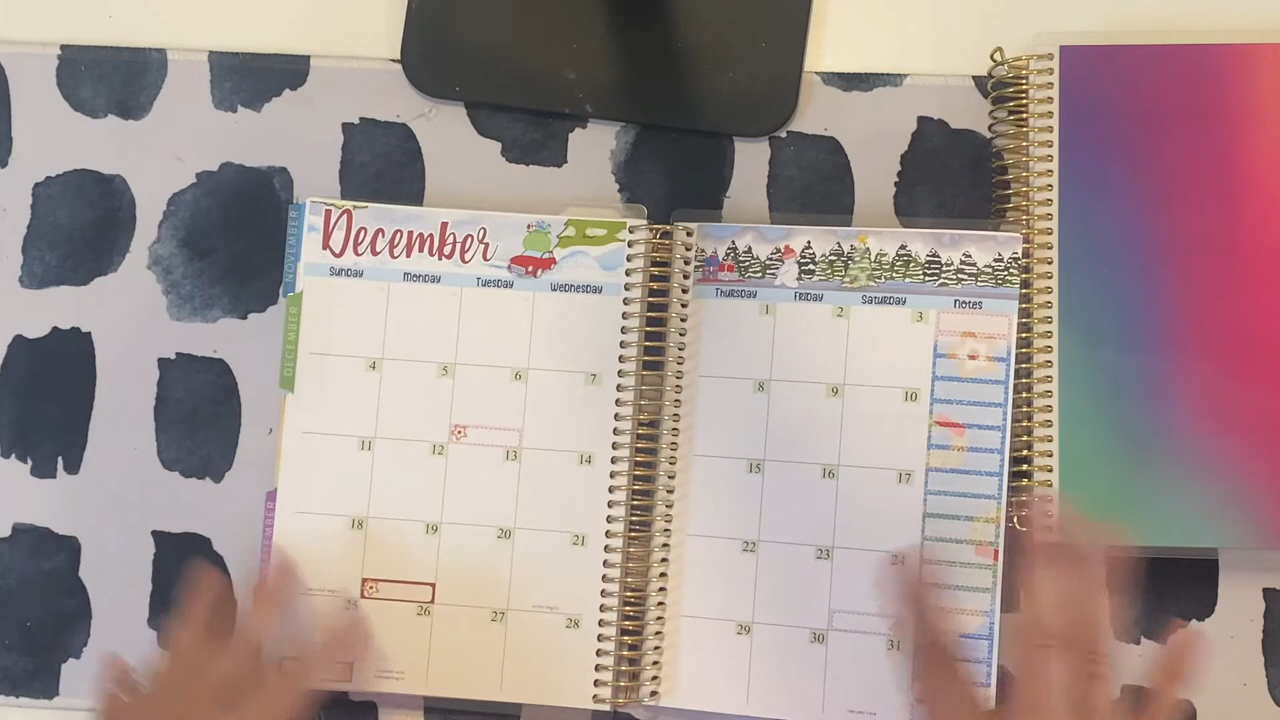 NOVEMBER
DECEMBER
December
Sunday Monday Tuesday Wednesday
Thursday Friday Saturday Notes
1 2 3
4 5 6 7
8 9 10
11 12 13 14
15 16 17
18 19 20 21
22 23 24
25 26 27 28
29 30 31